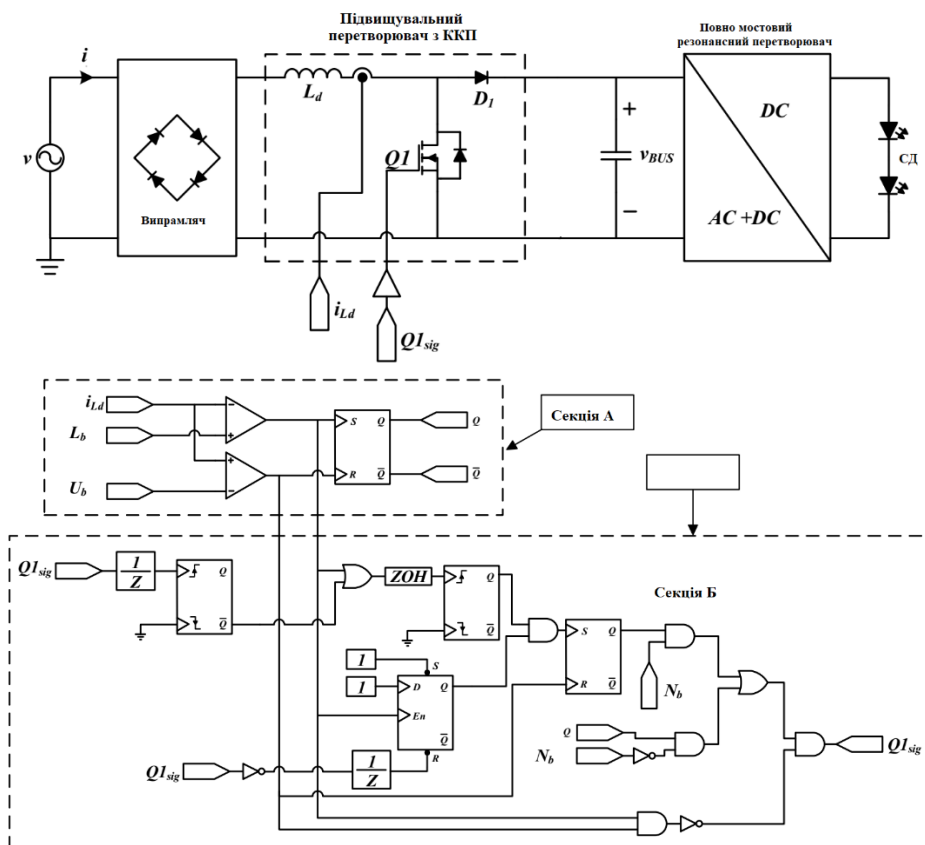 Підвищувальний
перетворювач з ККП
Повно мостовий
резонансний перетворювач
i
L_d
D_1
DC
v
Q1
+
v_BUS
−
СД
Випрамляч
AC +DC
i_Ld
Q1_sig
i_Ld
L_b
U_b
−
+
+
−
S Q
R Q̅
Q
Q̅
Секція А
Q1_sig
1
Z
Q
Q̅
ZOH
Q
Q̅
Секція Б
1
1
S
D Q
En
Q̅
R
S Q
R Q̅
N_b
Q
N_b
Q1_sig
Q1_sig
1
Z